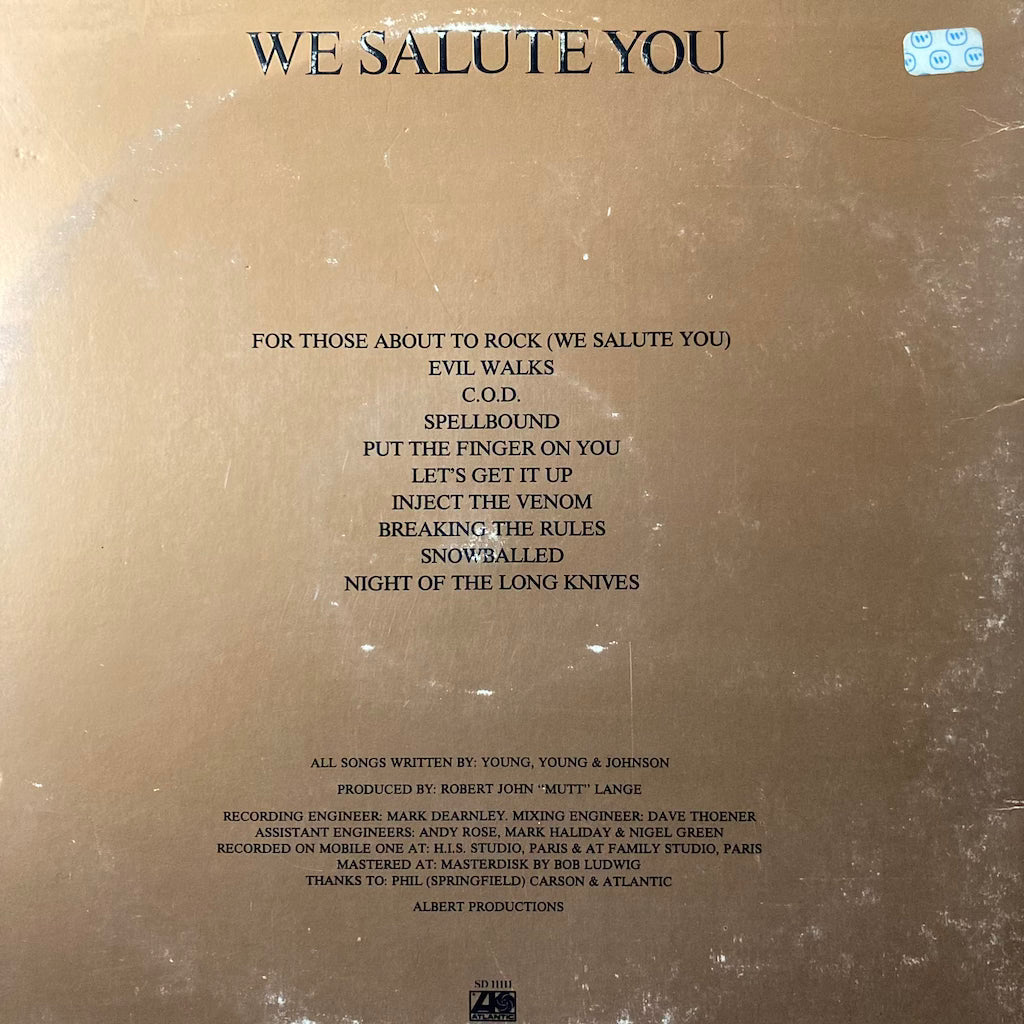 WE SALUTE YOU
FOR THOSE ABOUT TO ROCK (WE SALUTE YOU)
EVIL WALKS
C.O.D.
SPELLBOUND
PUT THE FINGER ON YOU
LET'S GET IT UP
INJECT THE VENOM
BREAKING THE RULES
SNOWBALLED
NIGHT OF THE LONG KNIVES
ALL SONGS WRITTEN BY: YOUNG, YOUNG & JOHNSON
PRODUCED BY: ROBERT JOHN “MUTT” LANGE
RECORDING ENGINEER: MARK DEARNLEY. MIXING ENGINEER: DAVE THOENER
ASSISTANT ENGINEERS: ANDY ROSE, MARK HALIDAY & NIGEL GREEN
RECORDED ON MOBILE ONE AT: H.I.S. STUDIO, PARIS & AT FAMILY STUDIO, PARIS
MASTERED AT: MASTERDISK BY BOB LUDWIG
THANKS TO: PHIL (SPRINGFIELD) CARSON & ATLANTIC
ALBERT PRODUCTIONS
SD 11111
ATLANTIC